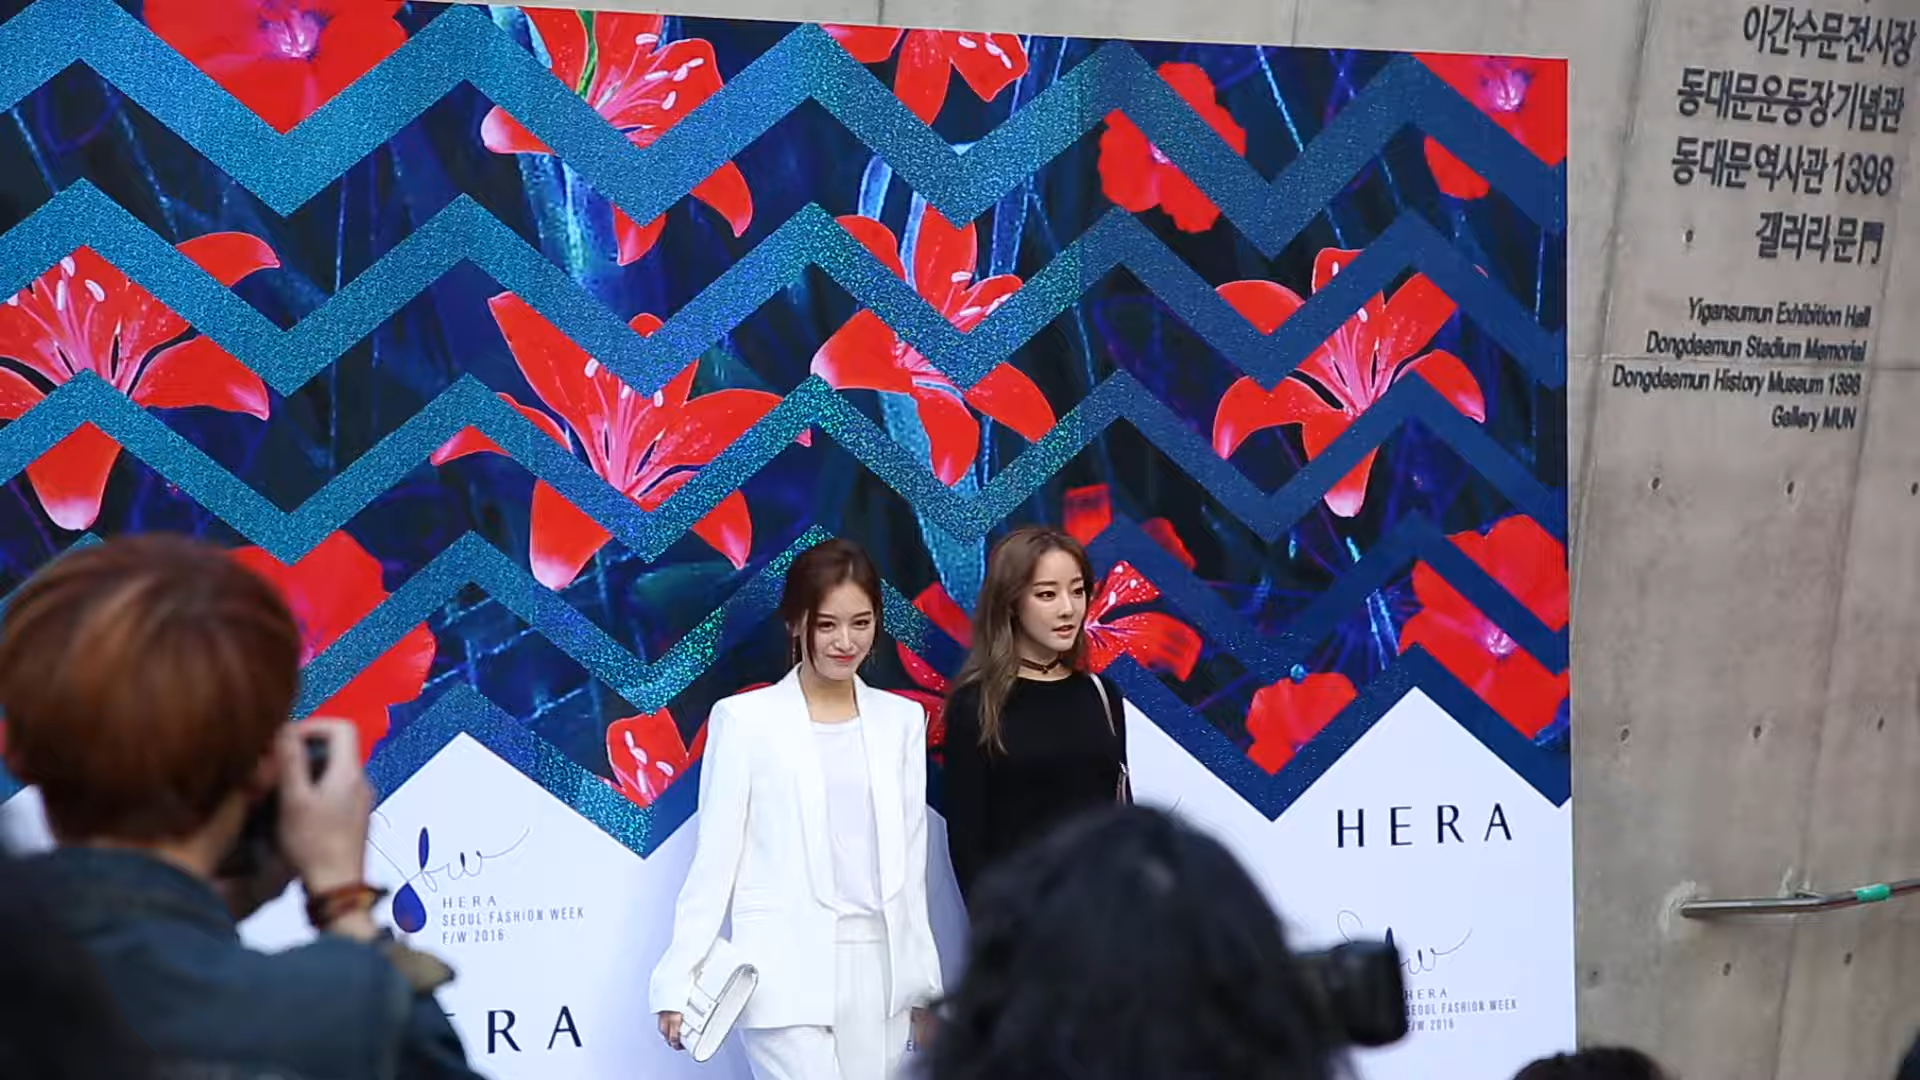 이간수문전시장
동대문운동장기념관
동대문역사관 1398
갤러리文門
Yigansumun Exhibition Hall
Dongdaemun Stadium Memorial
Dongdaemun History Museum 1398
Gallery MUN
HERA
Sfw
HERA
SEOUL FASHION WEEK
F/W 2016
RA
HERA
SEOUL FASHION WEEK
F/W 2016